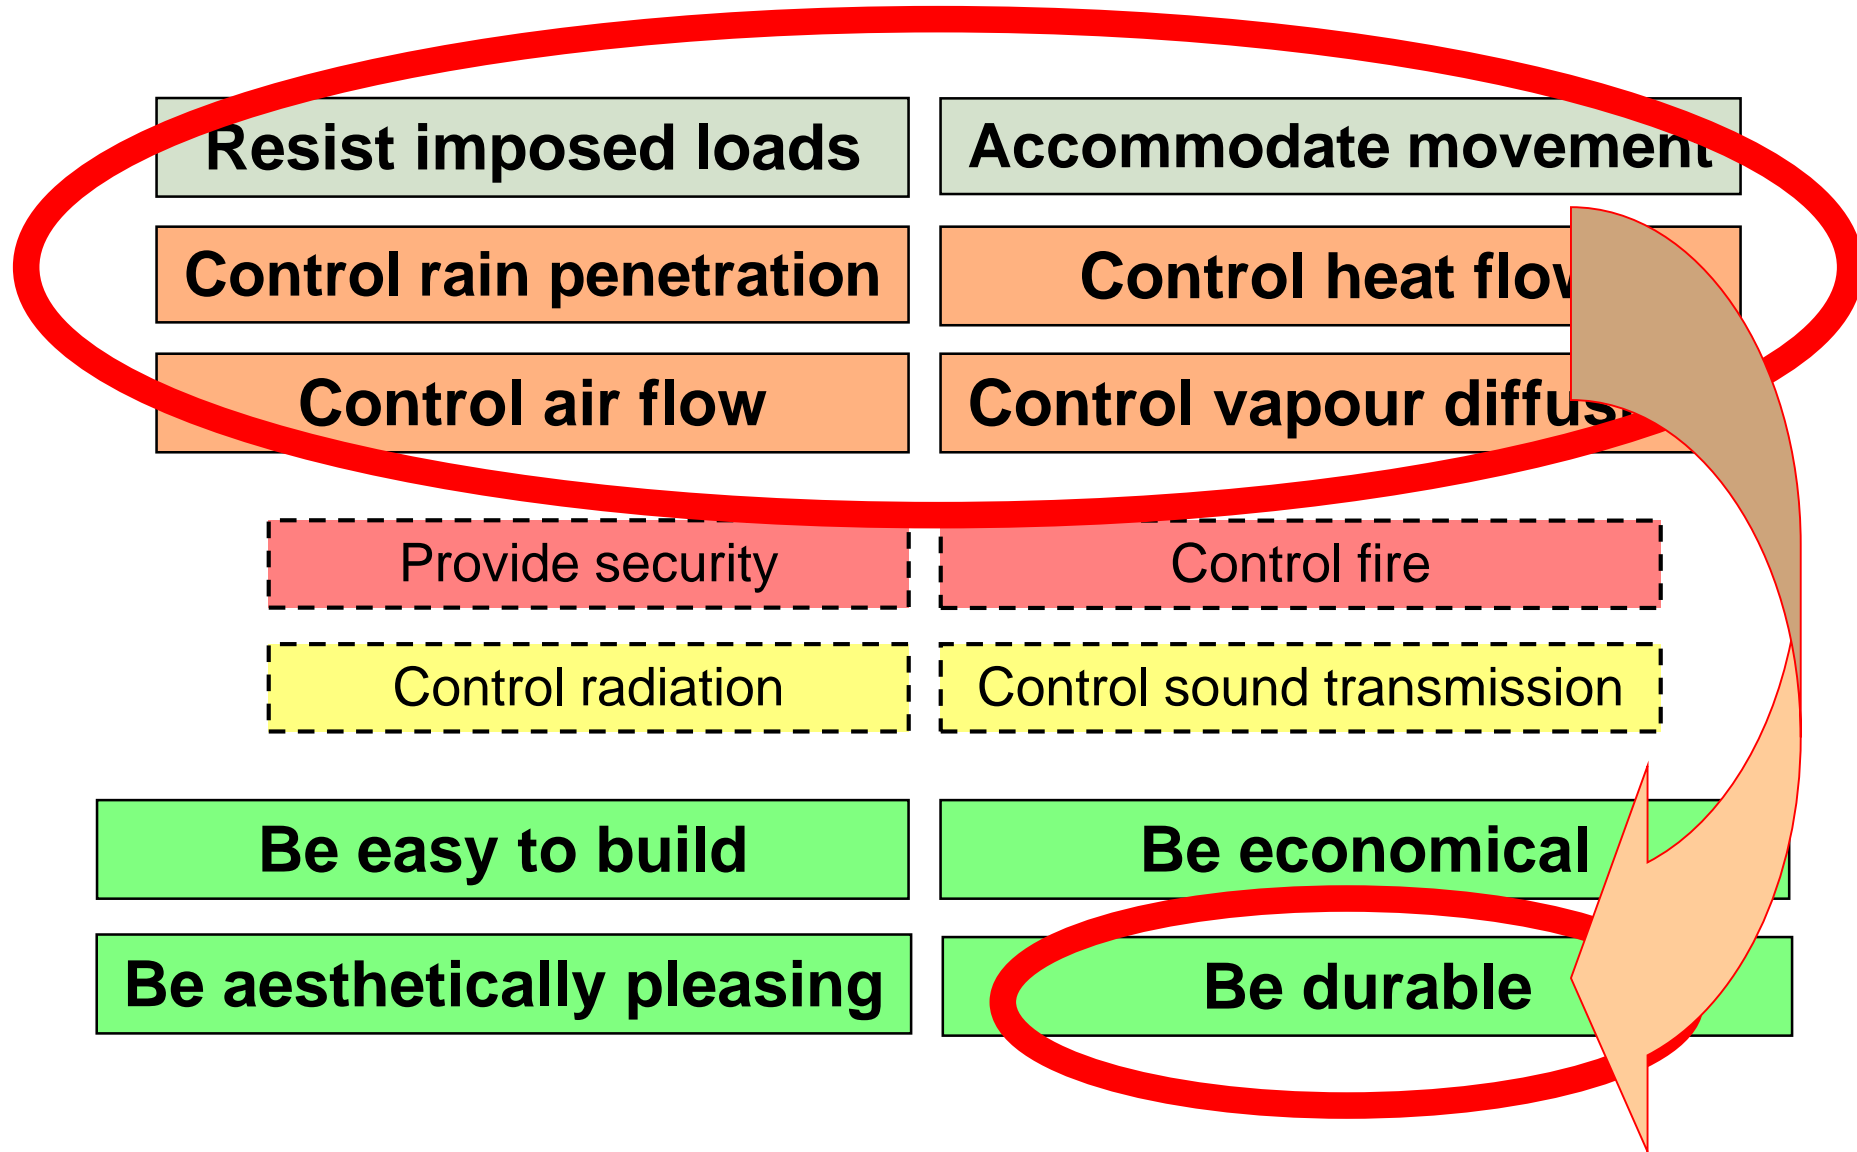 Resist imposed loads
Accommodate movement
Control rain penetration
Control heat flow
Control air flow
Control vapour diffus
Provide security
Control fire
Control radiation
Control sound transmission
Be easy to build
Be economical
Be aesthetically pleasing
Be durable